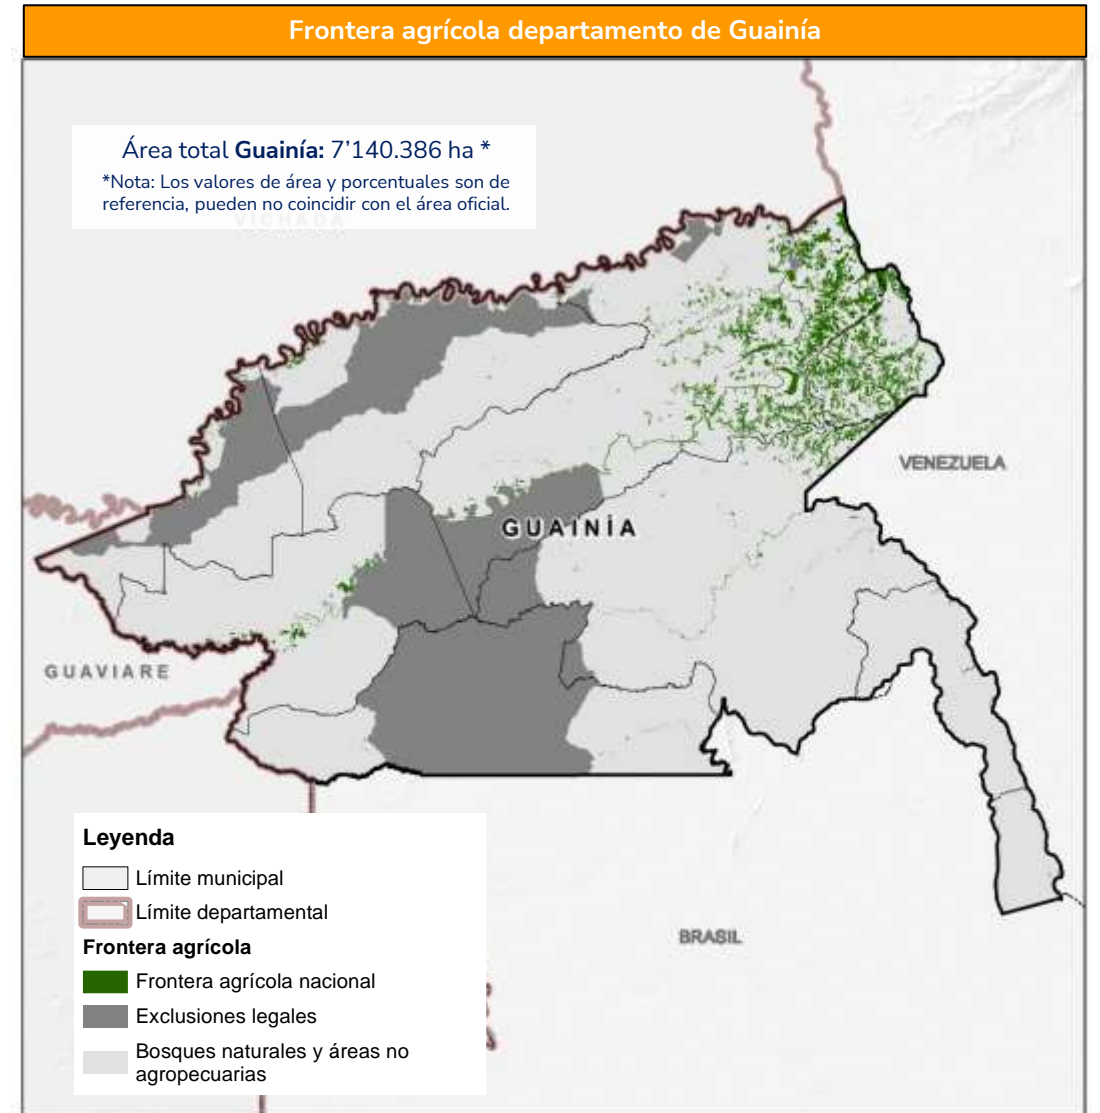 Frontera agrícola departamento de Guainía
Área total Guainía: 7'140.386 ha *
*Nota: Los valores de área y porcentuales son de
referencia, pueden no coincidir con el área oficial.
VICHADA
VENEZUELA
GUAINÍA
GUAVIARE
BRASIL
Leyenda
Límite municipal
Límite departamental
Frontera agrícola
Frontera agrícola nacional
Exclusiones legales
Bosques naturales y áreas no
agropecuarias